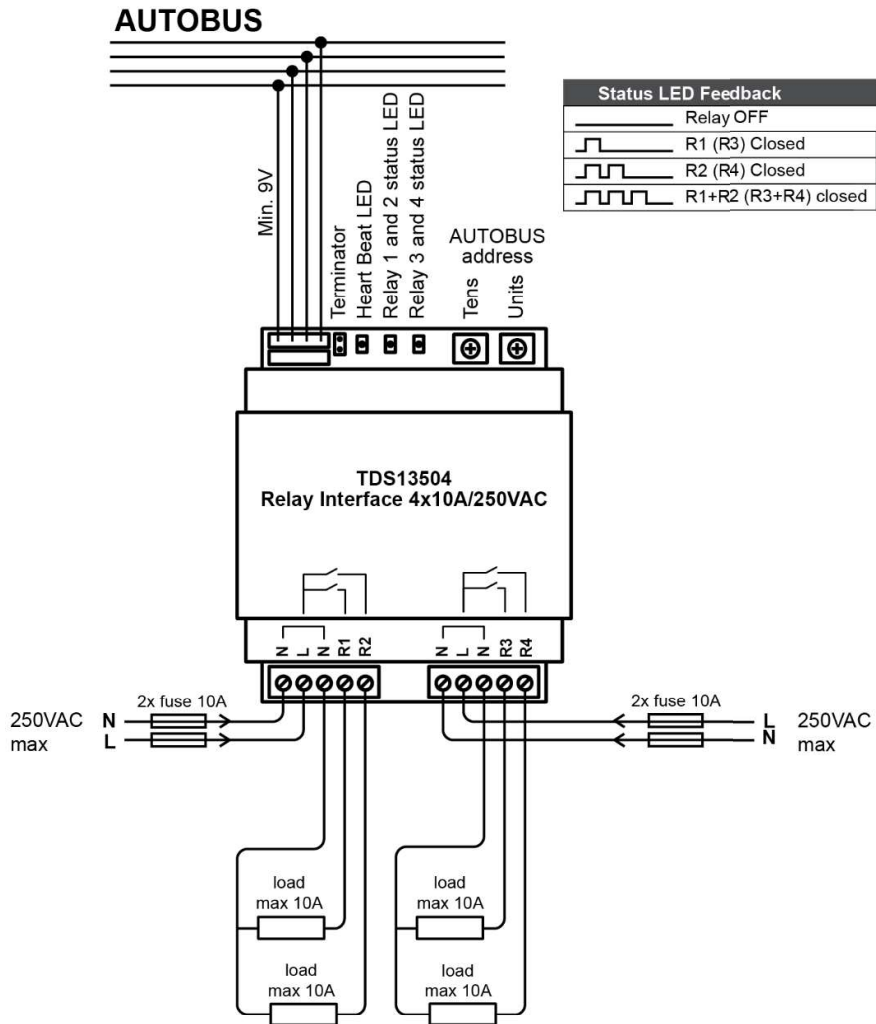 AUTOBUS
Status LED Feedback
Relay OFF
R1 (R3) Closed
R2 (R4) Closed
R1+R2 (R3+R4) closed
Min. 9V
Terminator
Heart Beat LED
Relay 1 and 2 status LED
Relay 3 and 4 status LED
AUTOBUS
address
Tens
Units
TDS13504
Relay Interface 4x10A/250VAC
N L N R1 R2
N L N R3 R4
2x fuse 10A
250VAC
max
N
L
2x fuse 10A
L
N
250VAC
max
load
max 10A
load
max 10A
load
max 10A
load
max 10A